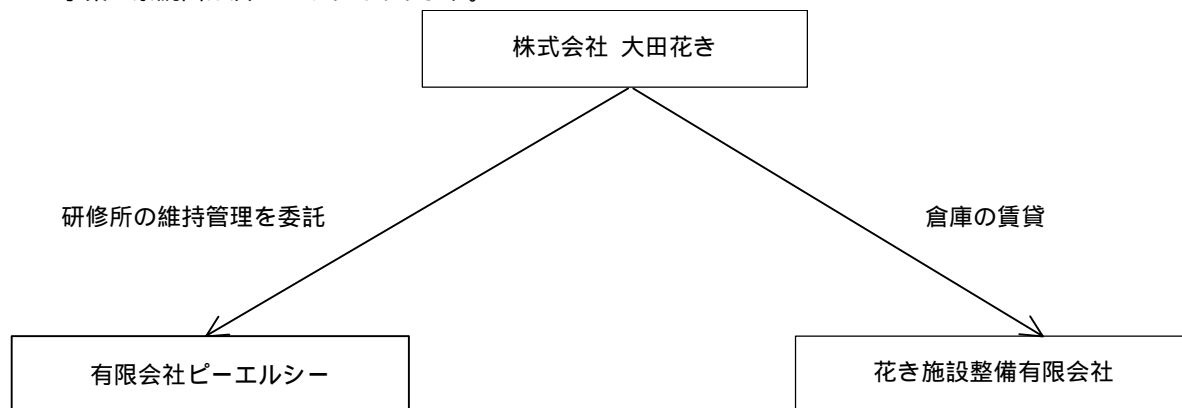 株式会社 大田花き
研修所の維持管理を委託
倉庫の賃貸
有限会社ピーエルシー
花き施設整備有限会社